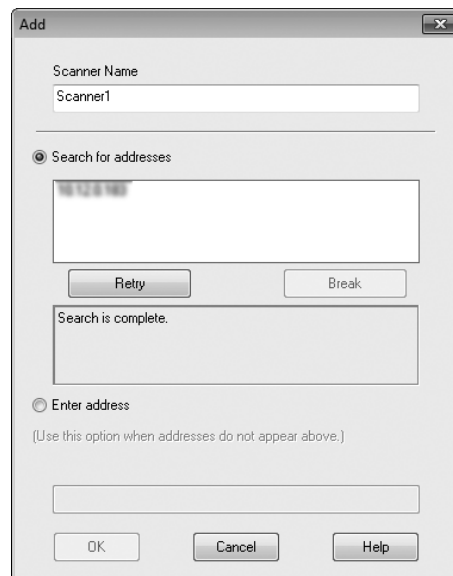 Add
Scanner Name
Scanner1
Search for addresses
Retry Break
Search is complete.
Enter address
(Use this option when addresses do not appear above.)
OK Cancel Help